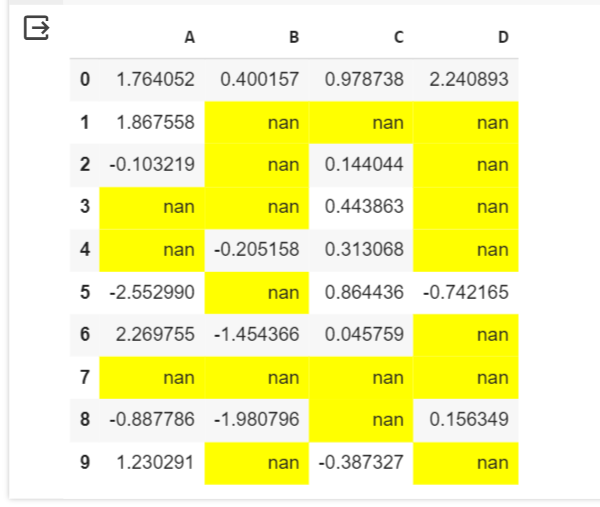 A B C D
0 1.764052 0.400157 0.978738 2.240893
1 1.867558 nan nan nan
2 -0.103219 nan 0.144044 nan
3 nan nan 0.443863 nan
4 nan -0.205158 0.313068 nan
5 -2.552990 nan 0.864436 -0.742165
6 2.269755 -1.454366 0.045759 nan
7 nan nan nan nan
8 -0.887786 -1.980796 nan 0.156349
9 1.230291 nan -0.387327 nan